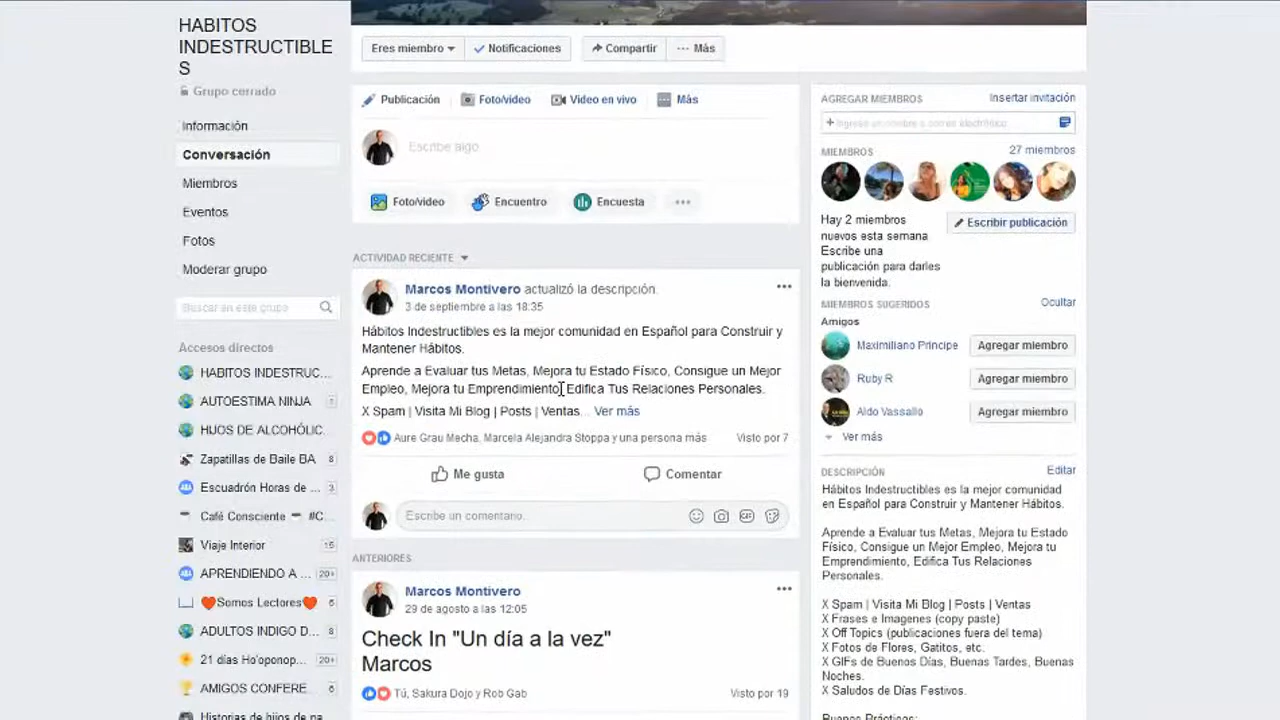 HABITOS
INDESTRUCTIBLE
S
Grupo cerrado
Información
Conversación
Miembros
Eventos
Fotos
Moderar grupo
Buscar en este grupo
Accesos directos
HABITOS INDESTRUC...
AUTOESTIMA NINJA 1
HIJOS DE ALCOHÓLIC...
Zapatillas de Baile BA 8
Escuadrón Horas de ... 3
Café Consciente #C...
Viaje Interior 15
APRENDIENDO A ... 20+
Somos Lectores 6
ADULTOS INDIGO D... 8
21 días Ho'oponop... 20+
AMIGOS CONFERE... 6
Historias de hijos de pa
Eres miembro
Notificaciones
Compartir
Más
Publicación
Foto/video
Video en vivo
Más
Escribe algo
Foto/video
Encuentro
Encuesta
ACTIVIDAD RECIENTE
Marcos Montivero actualizó la descripción.
3 de septiembre a las 18:35
Hábitos Indestructibles es la mejor comunidad en Español para Construir y
Mantener Hábitos.
Aprende a Evaluar tus Metas, Mejora tu Estado Físico, Consigue un Mejor
Empleo, Mejora tu Emprendimiento, Edifica Tus Relaciones Personales.
X Spam | Visita Mi Blog | Posts | Ventas... Ver más
Aure Grau Mecha, Marcela Alejandra Stoppa y una persona más
Visto por 7
Me gusta
Comentar
Escribe un comentario.
ANTERIORES
Marcos Montivero
29 de agosto a las 12:05
Check In "Un día a la vez"
Marcos
Tú, Sakura Dojo y Rob Gab
Visto por 19
AGREGAR MIEMBROS
Insertar invitación
+ Ingresa un nombre o correo electrónico
MIEMBROS
27 miembros
Hay 2 miembros
nuevos esta semana
Escribe una
publicación para darles
la bienvenida.
Escribir publicación
MIEMBROS SUGERIDOS
Ocultar
Amigos
Maximiliano Principe
Agregar miembro
Ruby R
Agregar miembro
Aldo Vassallo
Agregar miembro
Ver más
DESCRIPCIÓN
Editar
Hábitos Indestructibles es la mejor comunidad
en Español para Construir y Mantener Hábitos.
Aprende a Evaluar tus Metas, Mejora tu Estado
Físico, Consigue un Mejor Empleo, Mejora tu
Emprendimiento, Edifica Tus Relaciones
Personales.
X Spam | Visita Mi Blog | Posts | Ventas
X Frases e Imagenes (copy paste)
X Off Topics (publicaciones fuera del tema)
X Fotos de Flores, Gatitos, etc.
X GIFs de Buenos Días, Buenas Tardes, Buenas
Noches.
X Saludos de Días Festivos.
Buenas Prácticas: